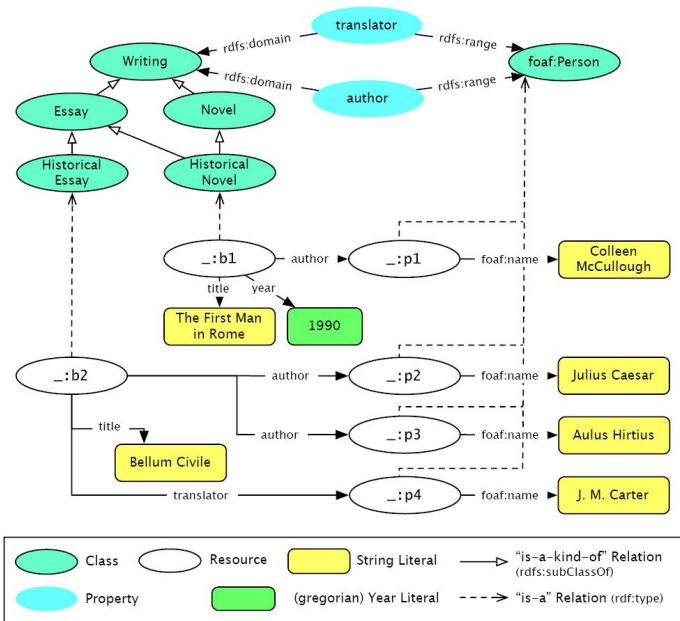 translator
rdfs:domain
rdfs:range
Writing
foaf:Person
rdfs:domain
rdfs:range
author
Essay
Novel
Historical
Essay
Historical
Novel
_:b1
author
_:p1
foaf:name
Colleen
McCullough
title
year
The First Man
in Rome
1990
_:b2
author
_:p2
foaf:name
Julius Caesar
title
author
_:p3
foaf:name
Aulus Hirtius
Bellum Civile
translator
_:p4
foaf:name
J. M. Carter
Class
Resource
String Literal
“is-a-kind-of” Relation
(rdfs:subClassOf)
Property
(gregorian) Year Literal
“is-a” Relation (rdf:type)